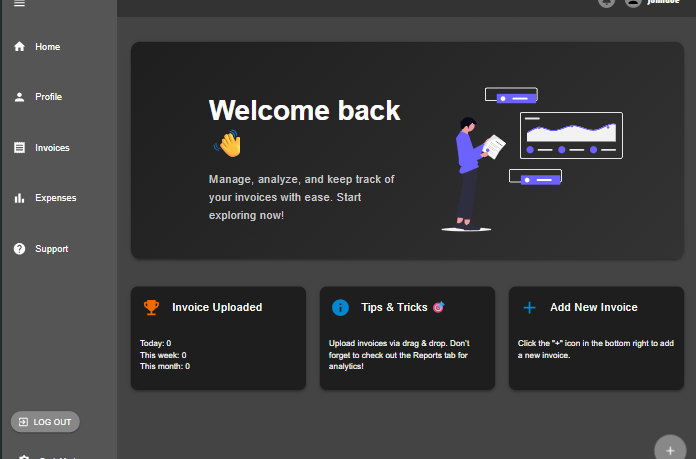 johndoe
Home
Profile
Invoices
Expenses
Support
LOG OUT
Welcome back
Manage, analyze, and keep track of
your invoices with ease. Start
exploring now!
Invoice Uploaded
Today: 0
This week: 0
This month: 0
Tips & Tricks
Upload invoices via drag & drop. Don't
forget to check out the Reports tab for
analytics!
Add New Invoice
Click the "+" icon in the bottom right to add
a new invoice.